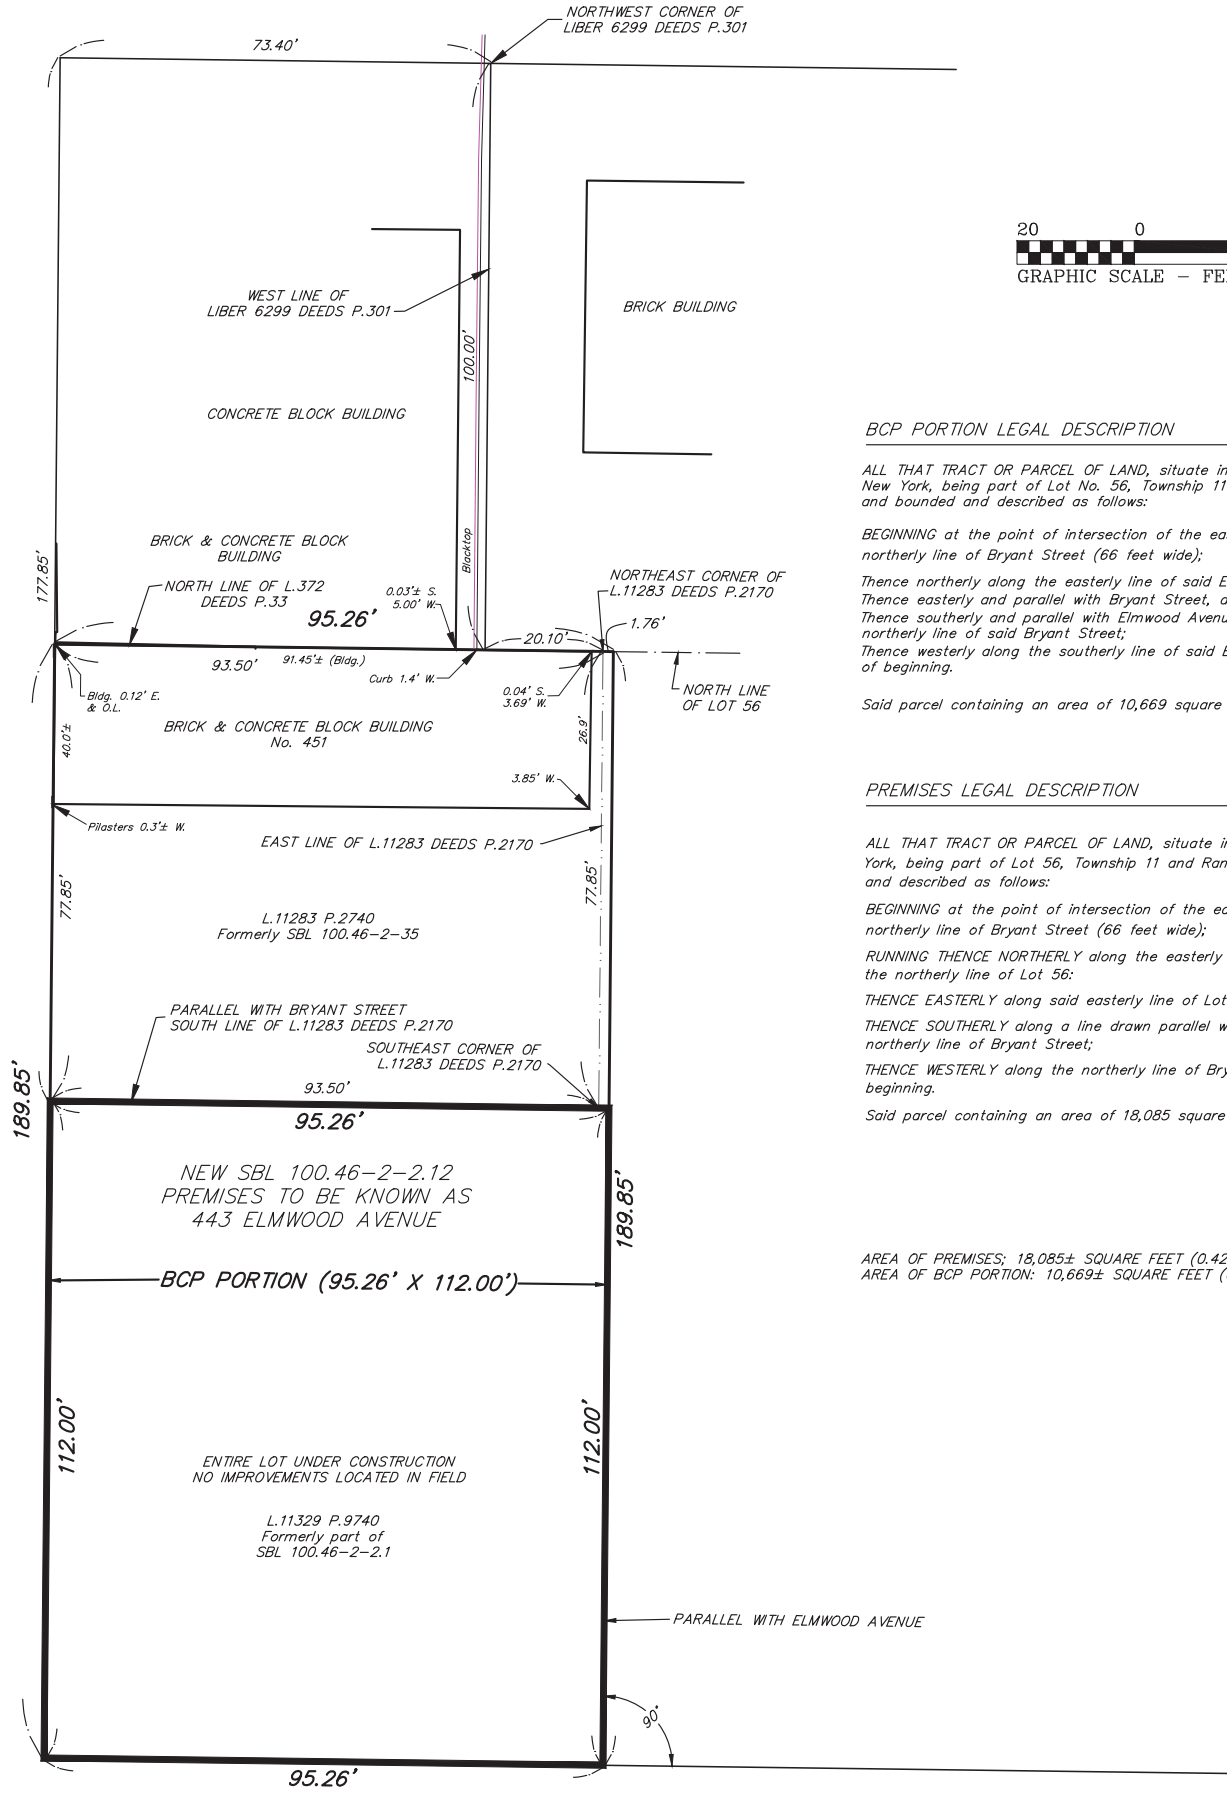 NORTHWEST CORNER OF
LIBER 6299 DEEDS P.301
73.40'
20 0
GRAPHIC SCALE –
WEST LINE OF
LIBER 6299 DEEDS P.301
BRICK BUILDING
100.00'
CONCRETE BLOCK BUILDING
Blacktop
BRICK & CONCRETE BLOCK
BUILDING
177.85'
NORTH LINE OF L.372
DEEDS P.33
0.03'± S.
5.00' W.
NORTHEAST CORNER OF
L.11283 DEEDS P.2170
95.26'
1.76'
20.10'
93.50'
91.45'± (Bldg.)
Curb 1.4' W.
NORTH LINE
OF LOT 56
Bldg. 0.12' E.
& O.L.
0.04' S.
3.69' W.
40.0'±
BRICK & CONCRETE BLOCK BUILDING
No. 451
26.9'
3.85' W.
Pilasters 0.3'± W.
EAST LINE OF L.11283 DEEDS P.2170
77.85'
77.85'
L.11283 P.2740
Formerly SBL 100.46-2-35
PARALLEL WITH BRYANT STREET
SOUTH LINE OF L.11283 DEEDS P.2170
SOUTHEAST CORNER OF
L.11283 DEEDS P.2170
189.85'
93.50'
95.26'
NEW SBL 100.46-2-2.12
PREMISES TO BE KNOWN AS
443 ELMWOOD AVENUE
189.85'
BCP PORTION (95.26' X 112.00')
112.00'
112.00'
ENTIRE LOT UNDER CONSTRUCTION
NO IMPROVEMENTS LOCATED IN FIELD
L.11329 P.9740
Formerly part of
SBL 100.46-2-2.1
PARALLEL WITH ELMWOOD AVENUE
90°
95.26'
BCP PORTION LEGAL DESCRIPTION
ALL THAT TRACT OR PARCEL OF LAND, situate in
New York, being part of Lot No. 56, Township 11
and bounded and described as follows:
BEGINNING at the point of intersection of the
northerly line of Bryant Street (66 feet wide);
Thence northerly along the easterly line of said
Thence easterly and parallel with Bryant Street,
Thence southerly and parallel with Elmwood
northerly line of said Bryant Street;
Thence westerly along the southerly line of said
of beginning.
Said parcel containing an area of 10,669 square
PREMISES LEGAL DESCRIPTION
ALL THAT TRACT OR PARCEL OF LAND, situate
York, being part of Lot 56, Township 11 and
and described as follows:
BEGINNING at the point of intersection of the
northerly line of Bryant Street (66 feet wide);
RUNNING THENCE NORTHERLY along the easterly
the northerly line of Lot 56:
THENCE EASTERLY along said easterly line of Lot
THENCE SOUTHERLY along a line drawn parallel
northerly line of Bryant Street;
THENCE WESTERLY along the northerly line of
beginning.
Said parcel containing an area of 18,085 square
AREA OF PREMISES; 18,085± SQUARE FEET (0.42
AREA OF BCP PORTION: 10,669± SQUARE FEET